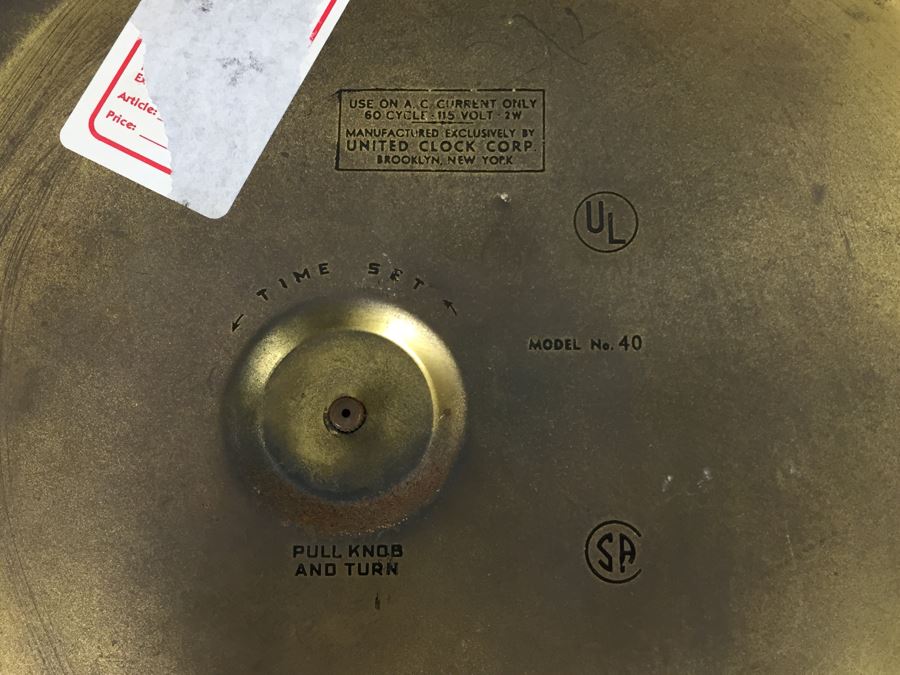 Article:
Price:
USE ON A.C. CURRENT ONLY
60 CYCLE - 115 VOLT - 2W
MANUFACTURED EXCLUSIVELY BY
UNITED CLOCK CORP.
BROOKLYN, NEW YORK
UL
TIME SET
MODEL No. 40
PULL KNOB
AND TURN
SA